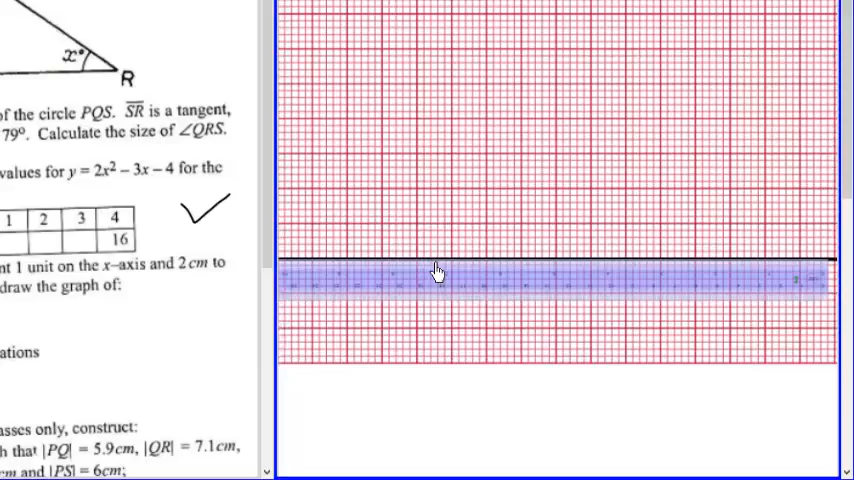 x°
R
of the circle PQS. SR is a tangent,
79⁰. Calculate the size of ∠QRS.
values for y = 2x² – 3x – 4 for the
1 2 3 4
16
nt 1 unit on the x–axis and 2 cm to
draw the graph of:
ations
asses only, construct:
h that |PQ| = 5.9cm, |QR| = 7.1cm,
cm and |PS| = 6cm;